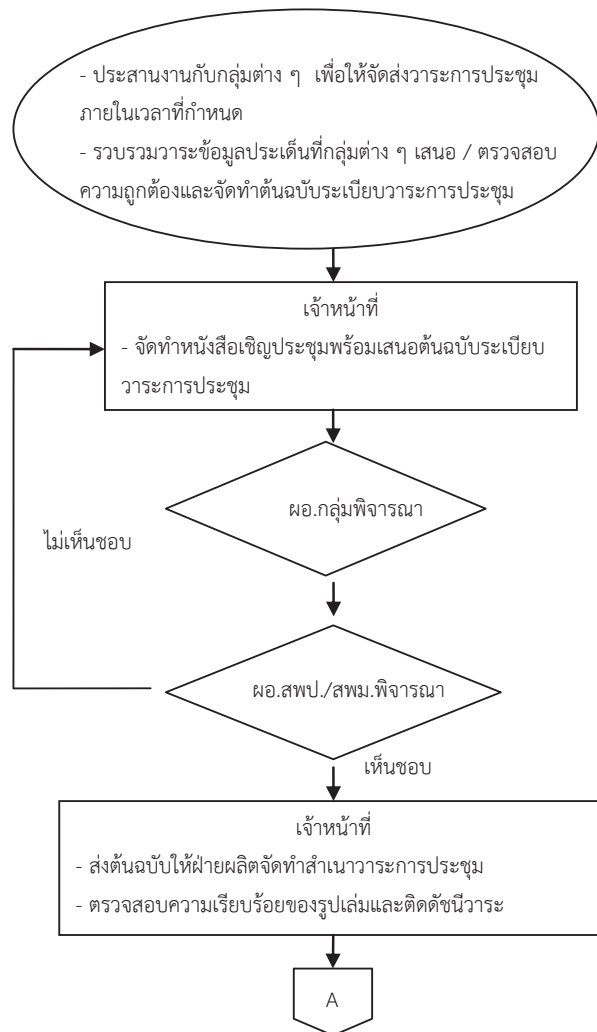 - ประสานงานกับกลุ่มต่าง ๆ เพื่อให้จัดส่งวาระการประชุม
ภายในเวลาที่กำหนด
- รวบรวมวาระข้อมูลประเด็นที่กลุ่มต่าง ๆ เสนอ / ตรวจสอบ
ความถูกต้องและจัดทำต้นฉบับระเบียบวาระการประชุม
เจ้าหน้าที่
- จัดทำหนังสือเชิญประชุมพร้อมเสนอต้นฉบับระเบียบ
วาระการประชุม
ผอ.กลุ่มพิจารณา
ไม่เห็นชอบ
ผอ.สพป./สพม.พิจารณา
เห็นชอบ
เจ้าหน้าที่
- ส่งต้นฉบับให้ฝ่ายผลิตจัดทำสำเนาวาระการประชุม
- ตรวจสอบความเรียบร้อยของรูปเล่มและติดดัชนีวาระ
A